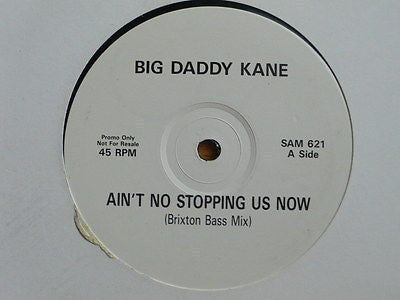 BIG DADDY KANE
Promo Only
Not For Resale
45 RPM
SAM 621
A Side
AIN'T NO STOPPING US NOW
(Brixton Bass Mix)